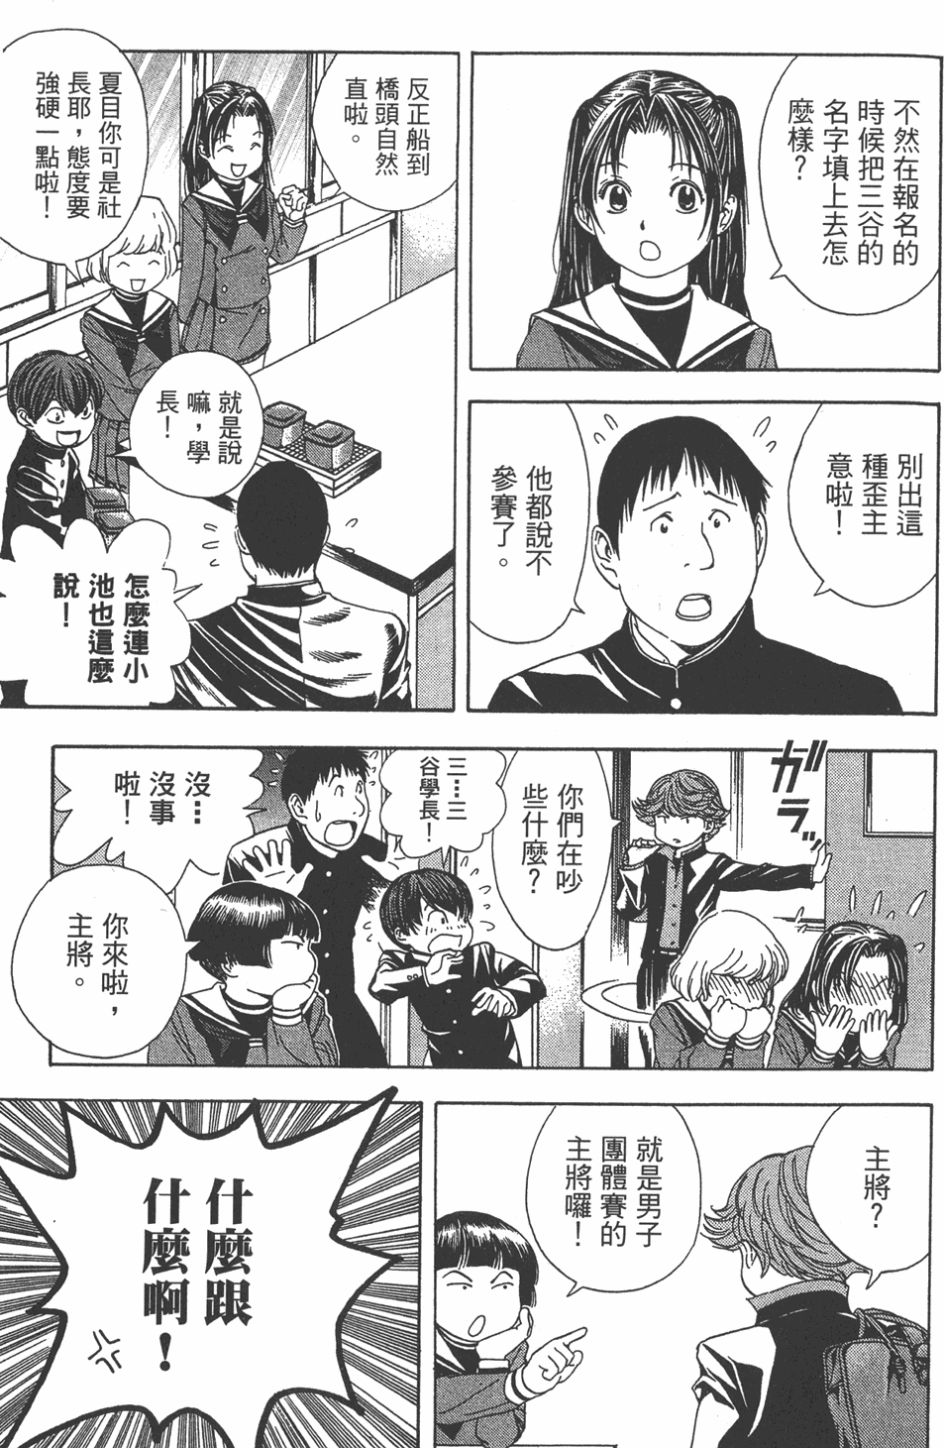 不然在報名的
時候把三谷的
名字填上去怎
麼樣？
反正船到
橋頭自然
直啦。
夏目你可是社
長耶，態度要
強硬一點啦！
就是說
嘛，學
長！
怎麼連小
池也這麼
說！
別出這
種歪主
意啦！
他都說不
參賽了。
ガラッ
你們在吵
些什麼？
三…三
谷學長！
沒…
沒事
啦！
你來啦，
主將。
主將？
就是男子
團體賽的
主將囉！
什麼跟
什麼啊！